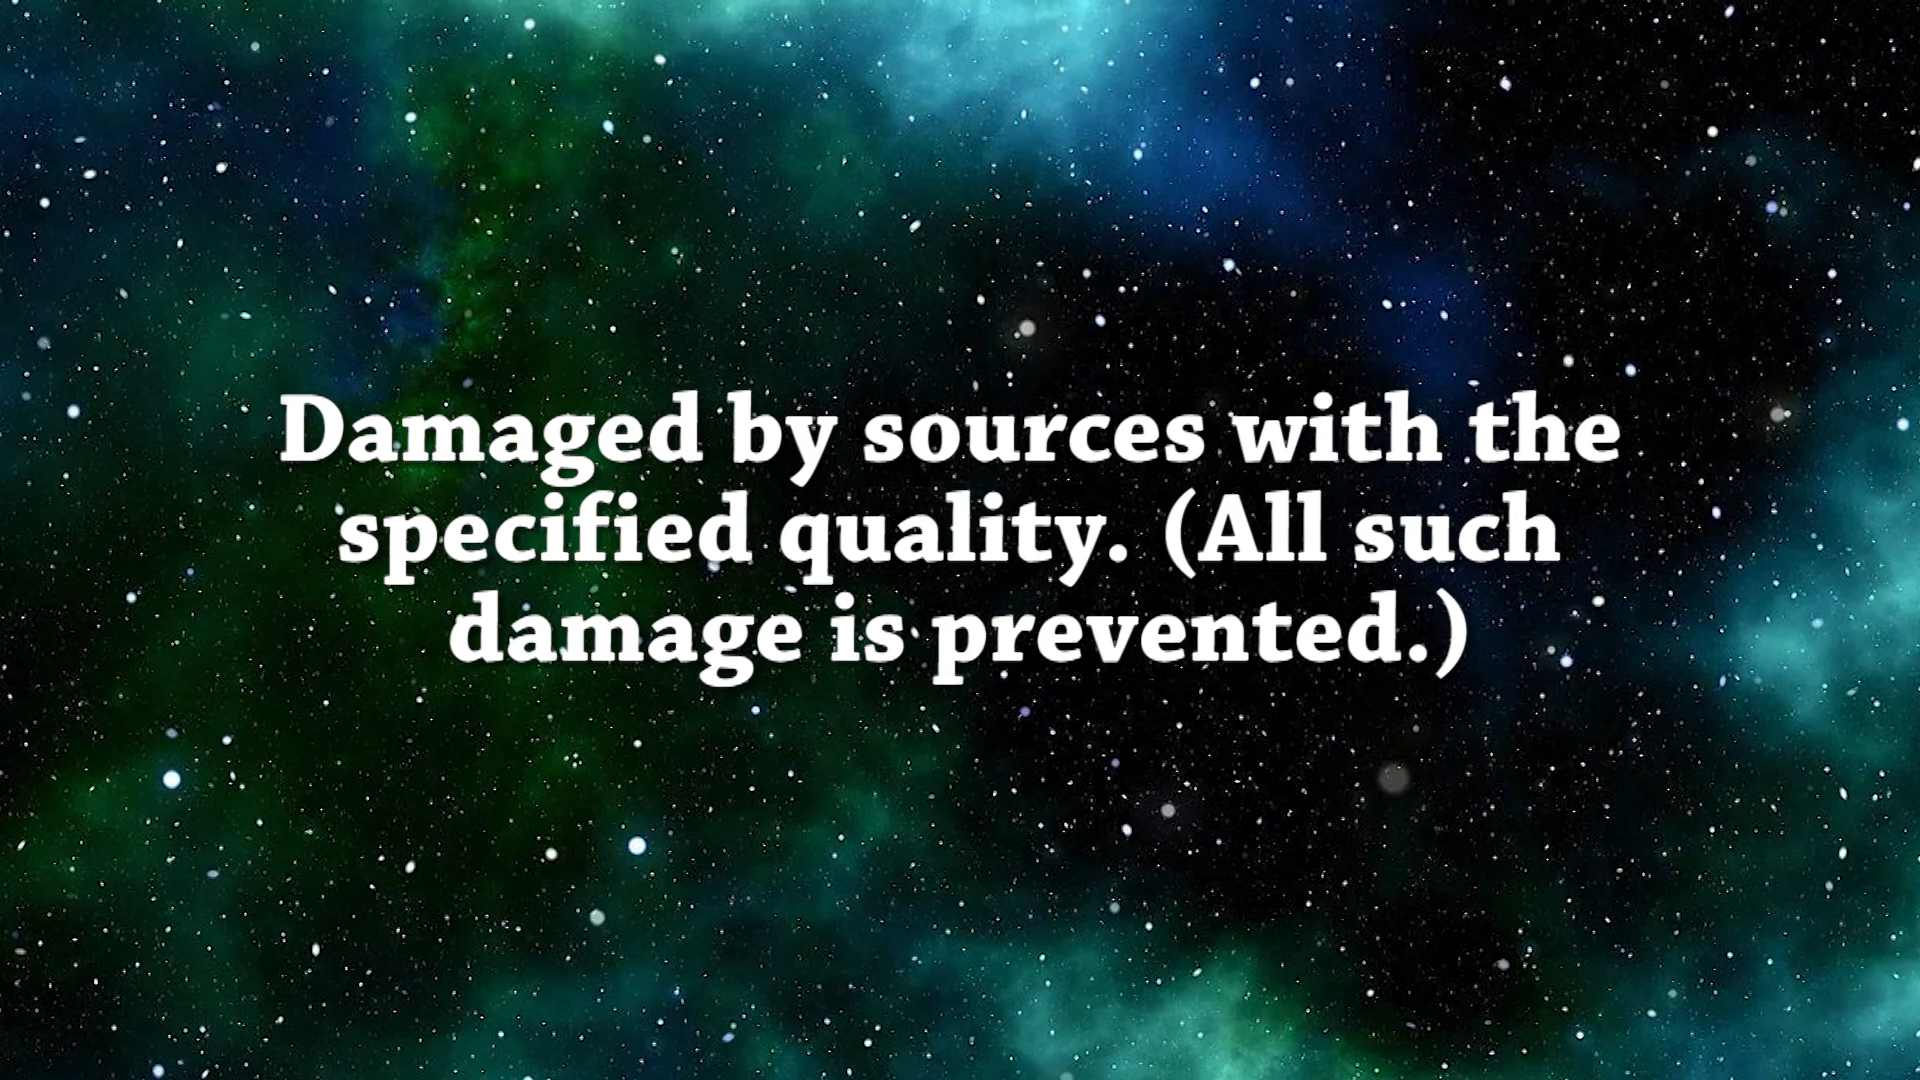 Damaged by sources with the
specified quality. (All such
damage is prevented.)